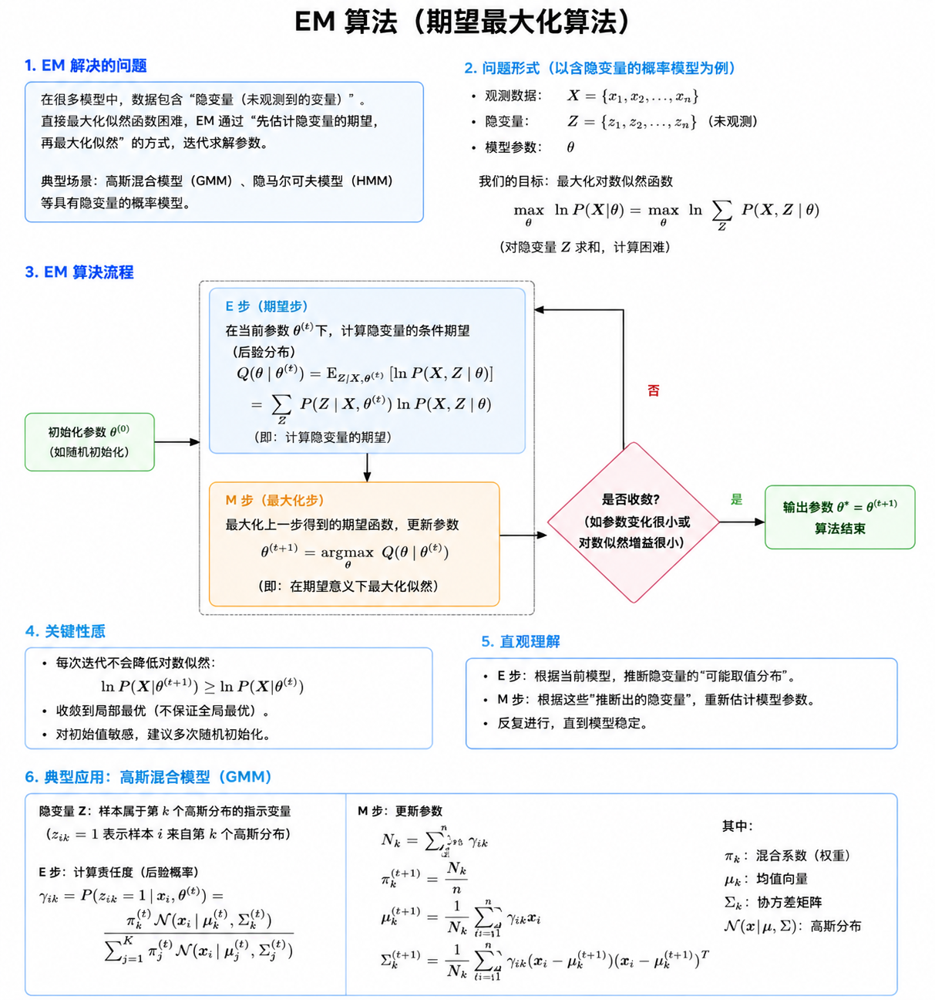 EM 算法（期望最大化算法）
1. EM 解决的问题
在很多模型中，数据包含“隐变量（未观测到的变量）”。
直接最大化似然函数困难，EM 通过“先估计隐变量的期望，
再最大化似然”的方式，迭代求解参数。
典型场景：高斯混合模型（GMM）、隐马尔可夫模型（HMM）
等具有隐变量的概率模型。
2. 问题形式（以含隐变量的概率模型为例）
• 观测数据： X = {x₁, x₂, ..., xₙ}
• 隐变量： Z = {z₁, z₂, ..., zₙ} （未观测）
• 模型参数： θ
我们的目标：最大化对数似然函数
max_θ ln P(X|θ) = max_θ ln ∑_Z P(X, Z | θ)
（对隐变量 Z 求和，计算困难）
3. EM 算决流程
初始化参数 θ^(0)
（如随机初始化）
E 步（期望步）
在当前参数 θ^(t)下，计算隐变量的条件期望
（后验分布）
Q(θ | θ^(t)) = E_{Z|X,θ^(t)} [ln P(X, Z | θ)]
= ∑_Z P(Z | X, θ^(t)) ln P(X, Z | θ)
（即：计算隐变量的期望）
M 步（最大化步）
最大化上一步得到的期望函数，更新参数
θ^(t+1) = argmax_θ Q(θ | θ^(t))
（即：在期望意义下最大化似然）
否
是否收敛？
（如参数变化很小或
对数似然增益很小）
是
输出参数 θ* = θ^(t+1)
算法结束
4. 关键性质
• 每次迭代不会降低对数似然：
ln P(X|θ^(t+1)) ≥ ln P(X|θ^(t))
• 收敛到局部最优（不保证全局最优）。
• 对初始值敏感，建议多次随机初始化。
5. 直观理解
• E 步：根据当前模型，推断隐变量的“可能取值分布”。
• M 步：根据这些”推断出的隐变量”，重新估计模型参数。
• 反复进行，直到模型稳定。
6. 典型应用：高斯混合模型（GMM）
隐变量 Z：样本属于第 k 个高斯分布的指示变量
（z_ik = 1 表示样本 i 来自第 k 个高斯分布）
E 步：计算责任度（后验概率）
γ_ik = P(z_ik = 1 | x_i, θ^(t)) =
π_k^(t) N(x_i | μ_k^(t), Σ_k^(t))
∑_{j=1}^K π_j^(t) N(x_i | μ_j^(t), Σ_j^(t))
M 步：更新参数
N_k = ∑^n γ_ik
π_k^(t+1) = N_k / n
μ_k^(t+1) = 1/N_k ∑^n γ_ik x_i
Σ_k^(t+1) = 1/N_k ∑^n γ_ik (x_i − μ_k^(t+1))(x_i − μ_k^(t+1))^T
其中：
π_k：混合系数（权重）
μ_k：均值向量
Σ_k：协方差矩阵
N(x|μ, Σ)：高斯分布